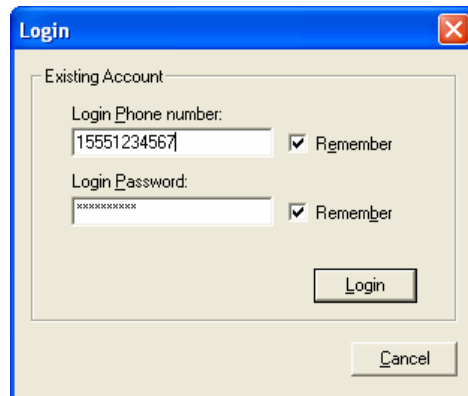 Login
Existing Account
Login Phone number:
15551234567
Remember
Login Password:
**********
Remember
Login
Cancel